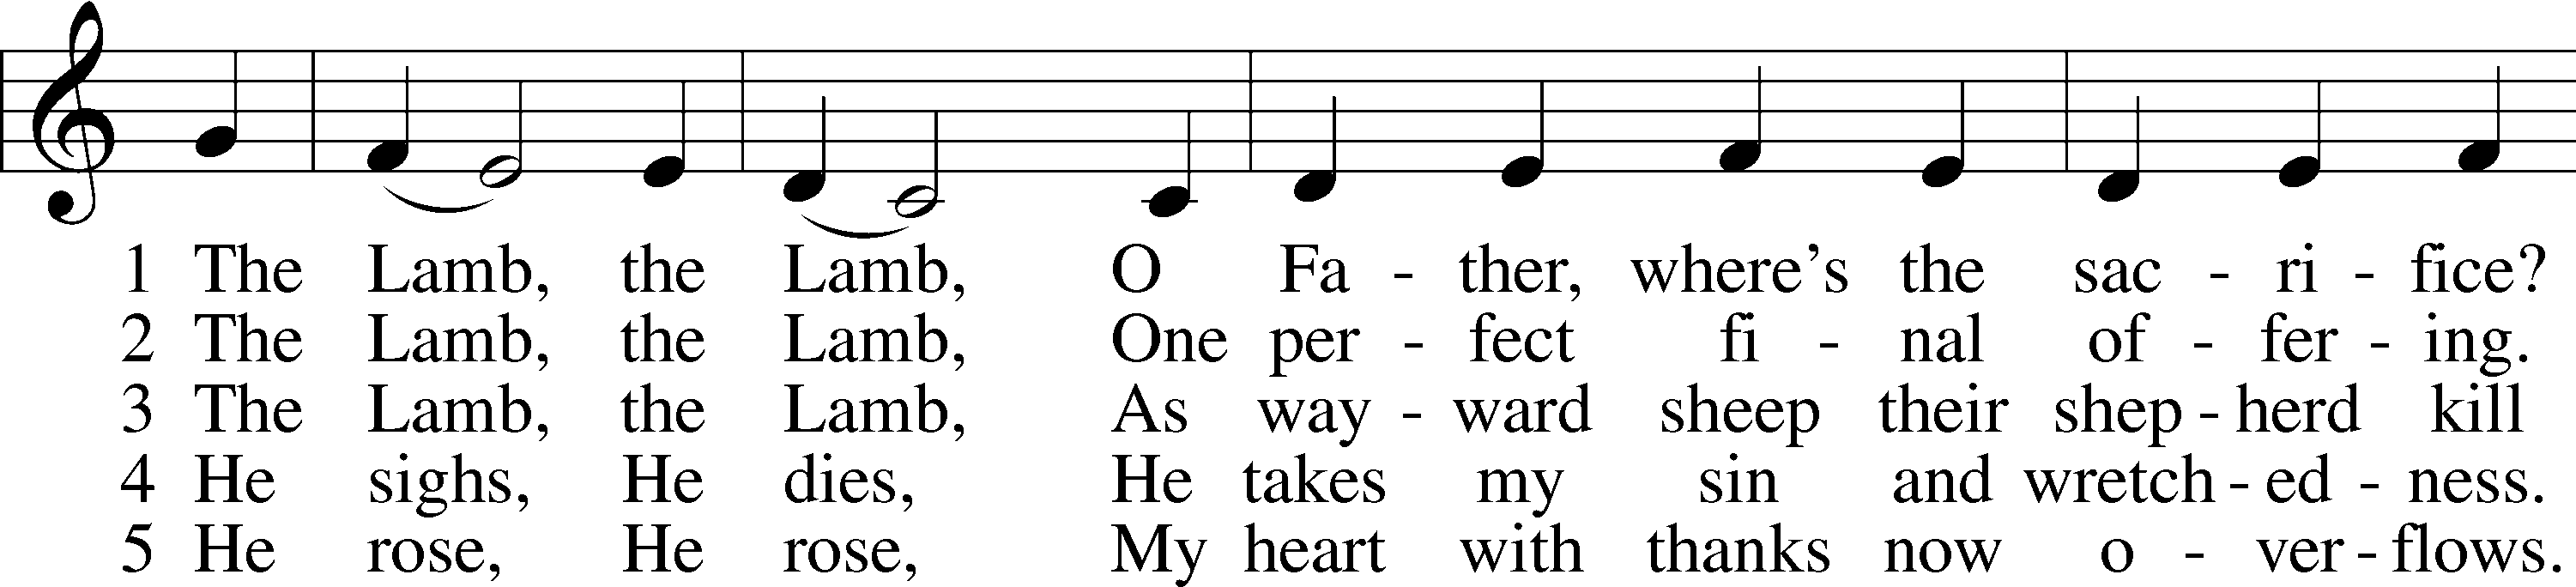 1 The Lamb, the Lamb, O Fa - ther, where's the sac - ri - fice?
2 The Lamb, the Lamb, One per - fect fi - nal of - fer - ing.
3 The Lamb, the Lamb, As way - ward sheep their shep - herd kill
4 He sighs, He dies, He takes my sin and wretch - ed - ness.
5 He rose, He rose, My heart with thanks now o - ver - flows.